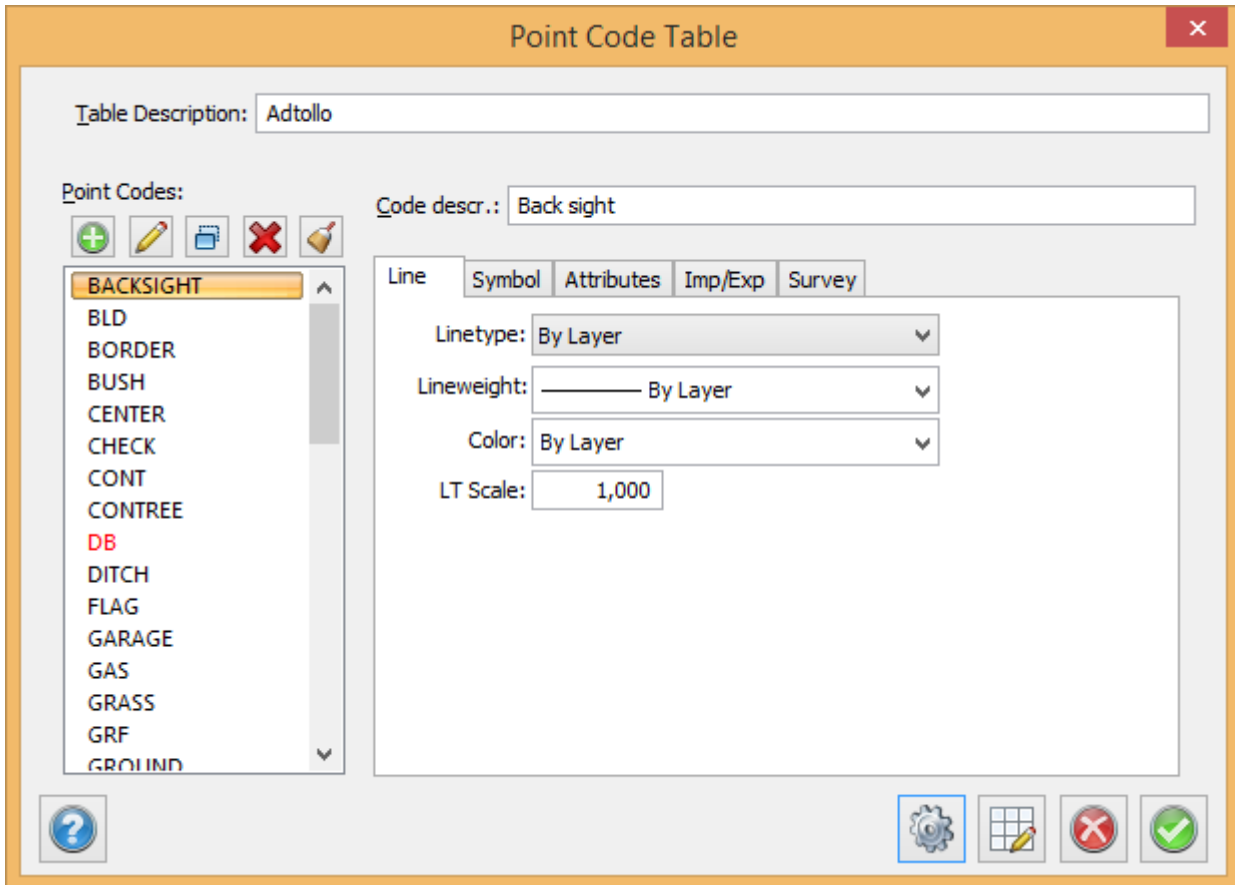 Point Code Table
Table Description: Adtollo
Point Codes:
Code descr.: Back sight
BACKSIGHT
BLD
BORDER
BUSH
CENTER
CHECK
CONT
CONTREE
DB
DITCH
FLAG
GARAGE
GAS
GRASS
GRF
GROUND
Line Symbol Attributes Imp/Exp Survey
Linetype: By Layer
Lineweight: By Layer
Color: By Layer
LT Scale: 1,000
?